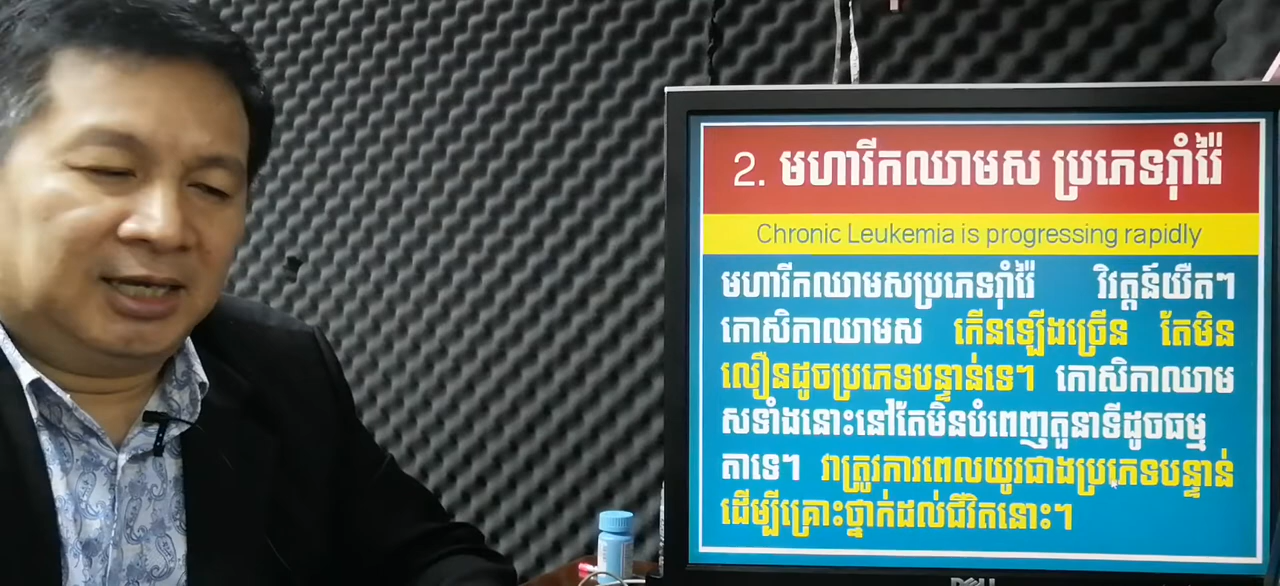 2. មហារីកឈាមស ប្រភេទរ៉ាំរ៉ៃ
Chronic Leukemia is progressing rapidly
មហារីកឈាមសប្រភេទរ៉ាំរ៉ៃ វិវត្តន៍យឺតៗ
កោសិកាឈាមស កើនឡើងច្រើន តែមិន
លឿនដូចប្រភេទបន្ទាន់ទេ។ កោសិកាឈាម
សទាំងនោះនៅតែមិនបំពេញតួនាទីដូចធម្ម
តាទេ។ វាត្រូវការពេលយូរជាងប្រភេទបន្ទាន់
ដើម្បីគ្រោះថ្នាក់ដល់ជីវិតនោះៗ